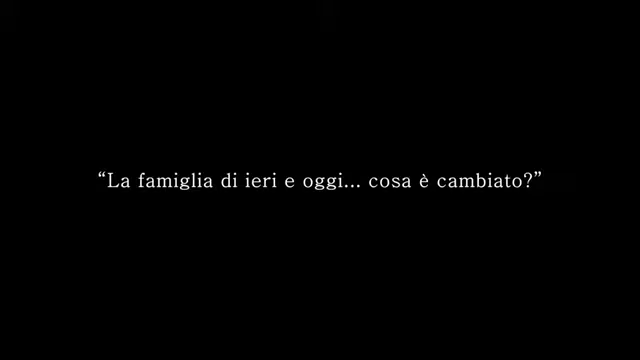 “La famiglia di ieri e oggi... cosa è cambiato?”